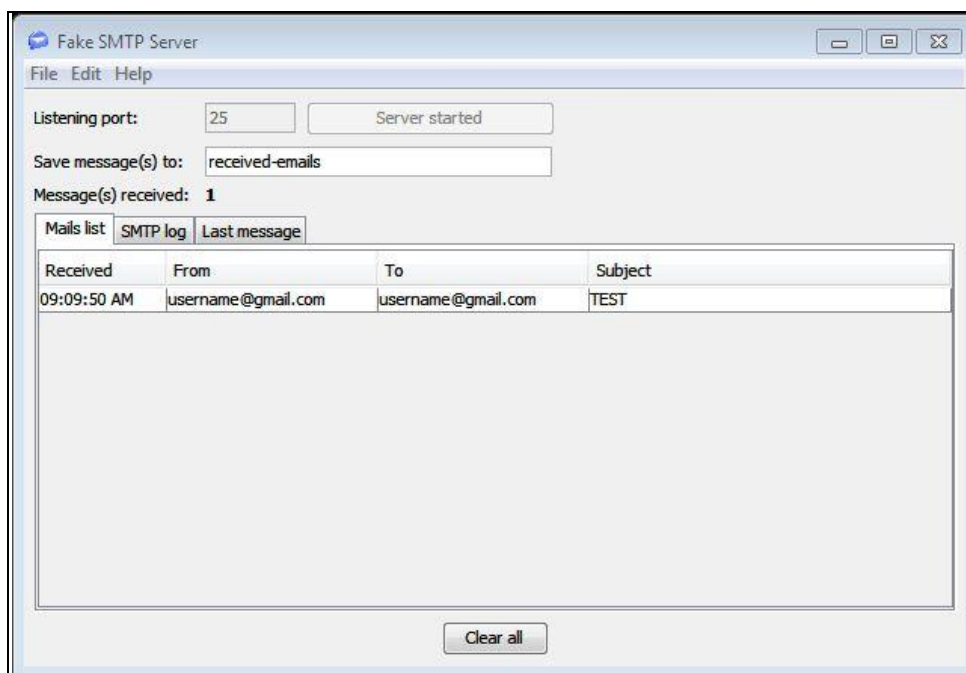 Fake SMTP Server
File Edit Help
Listening port: 25 Server started
Save message(s) to: received-emails
Message(s) received: 1
Mails list SMTP log Last message
Received From To Subject
09:09:50 AM username@gmail.com username@gmail.com TEST
Clear all